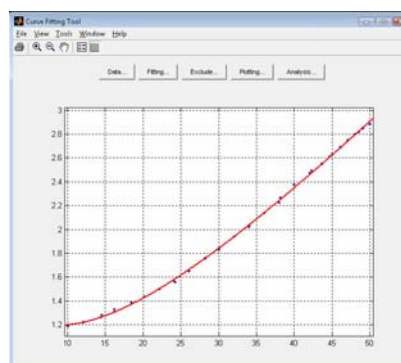 Curve Fitting Tool
File View Tools Window Help
Data... Fitting... Exclude... Plotting... Analysis...
3
2.8
2.6
2.4
2.2
2
1.8
1.6
1.4
1.2
10 15 20 25 30 35 40 45 50